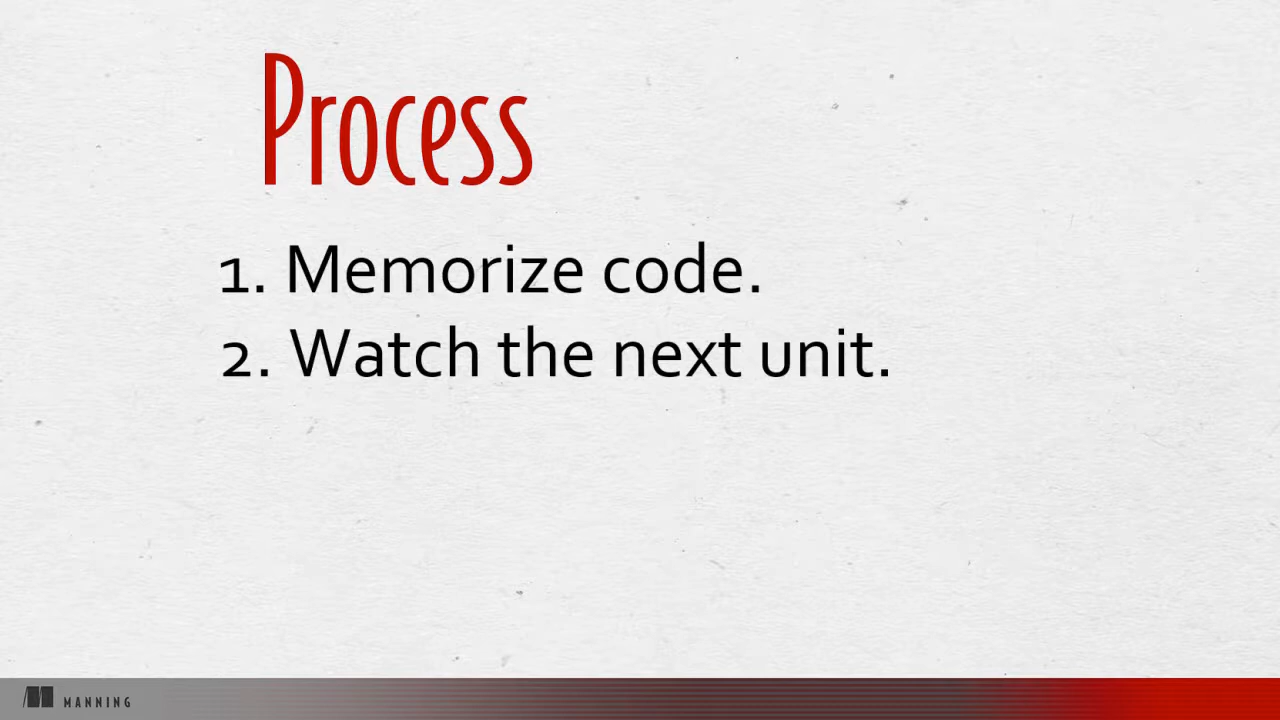 Process
1. Memorize code.
2. Watch the next unit.
MANNING